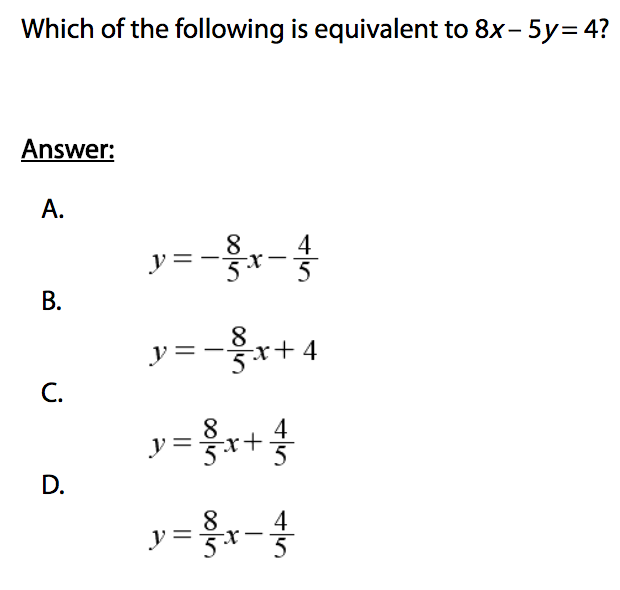 Which of the following is equivalent to 8x – 5y = 4?
Answer:
A.
y = -8/5x - 4/5
B.
y = -8/5x + 4
C.
y = 8/5x + 4/5
D.
y = 8/5x - 4/5